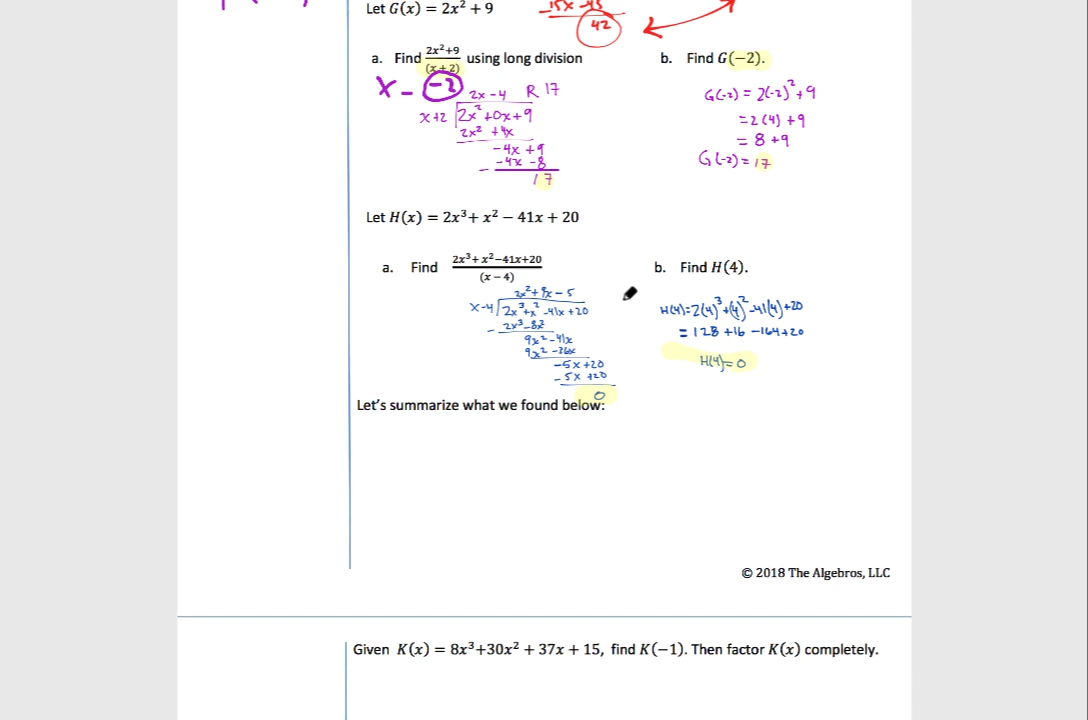 Let G(x) = 2x² + 9
-15x -45
42
a. Find (2x²+9)/(x+2) using long division
x - (-2)
2x - 4 R 17
x+2 | 2x² + 0x + 9
2x² + 4x
-4x + 9
- -4x - 8
17
b. Find G(−2).
G(-2) = 2(-2)² + 9
= 2(4) + 9
= 8 + 9
G(-2) = 17
Let H(x) = 2x³ + x² − 41x + 20
a. Find (2x³ + x² − 41x + 20)/(x − 4)
2x² + 9x - 5
x-4 | 2x³ + x² - 41x + 20
- 2x³ - 8x²
9x² - 41x
9x² - 36x
-5x + 20
- 5x + 20
0
b. Find H(4).
H(4) = 2(4)³ + (4)² - 41(4) + 20
= 128 + 16 - 164 + 20
H(4) = 0
Let's summarize what we found below:
© 2018 The Algebros, LLC
Given K(x) = 8x³+30x² + 37x + 15, find K(−1). Then factor K(x) completely.